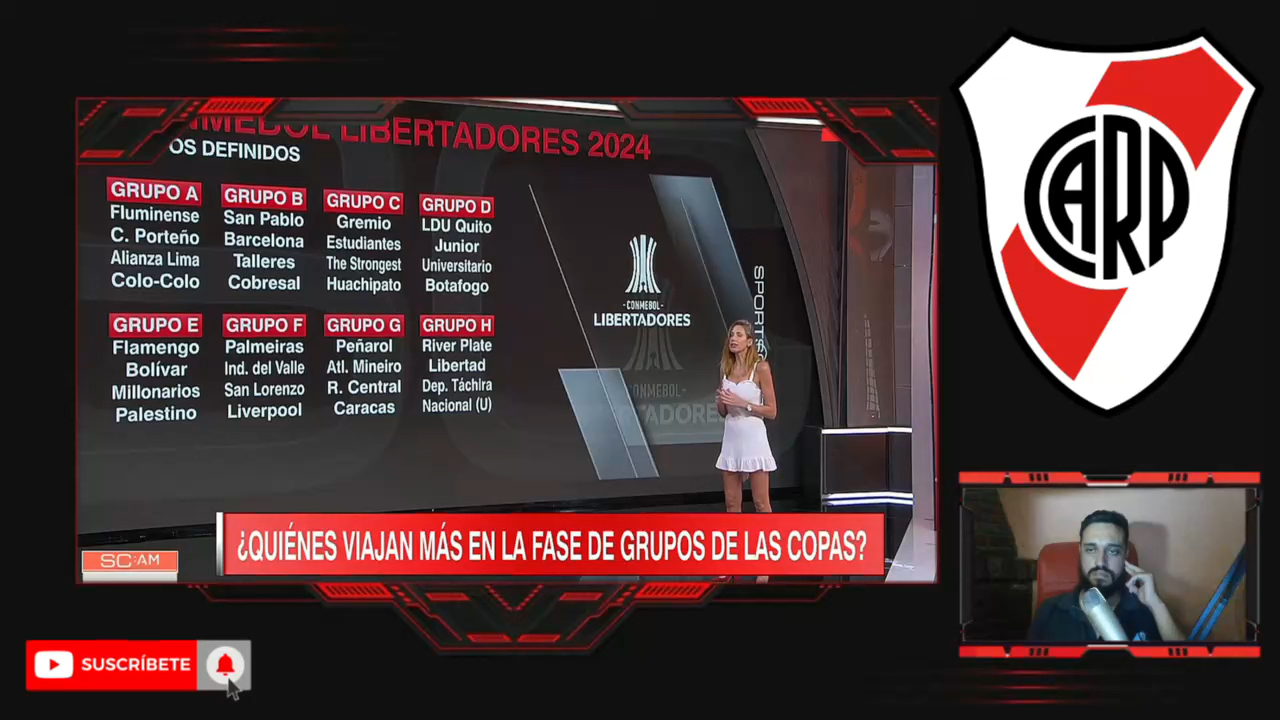 MEBOL LIBERTADORES 2024
OS DEFINIDOS
GRUPO A
Fluminense
C. Porteño
Alianza Lima
Colo-Colo
GRUPO B
San Pablo
Barcelona
Talleres
Cobresal
GRUPO C
Gremio
Estudiantes
The Strongest
Huachipato
GRUPO D
LDU Quito
Junior
Universitario
Botafogo
GRUPO E
Flamengo
Bolívar
Millonarios
Palestino
GRUPO F
Palmeiras
Ind. del Valle
San Lorenzo
Liverpool
GRUPO G
Peñarol
Atl. Mineiro
R. Central
Caracas
GRUPO H
River Plate
Libertad
Dep. Táchira
Nacional (U)
-CONMEBOL-
LIBERTADORES
SPORTS
¿QUIÉNES VIAJAN MÁS EN LA FASE DE GRUPOS DE LAS COPAS?
SC:AM
SUSCRÍBETE
CARP